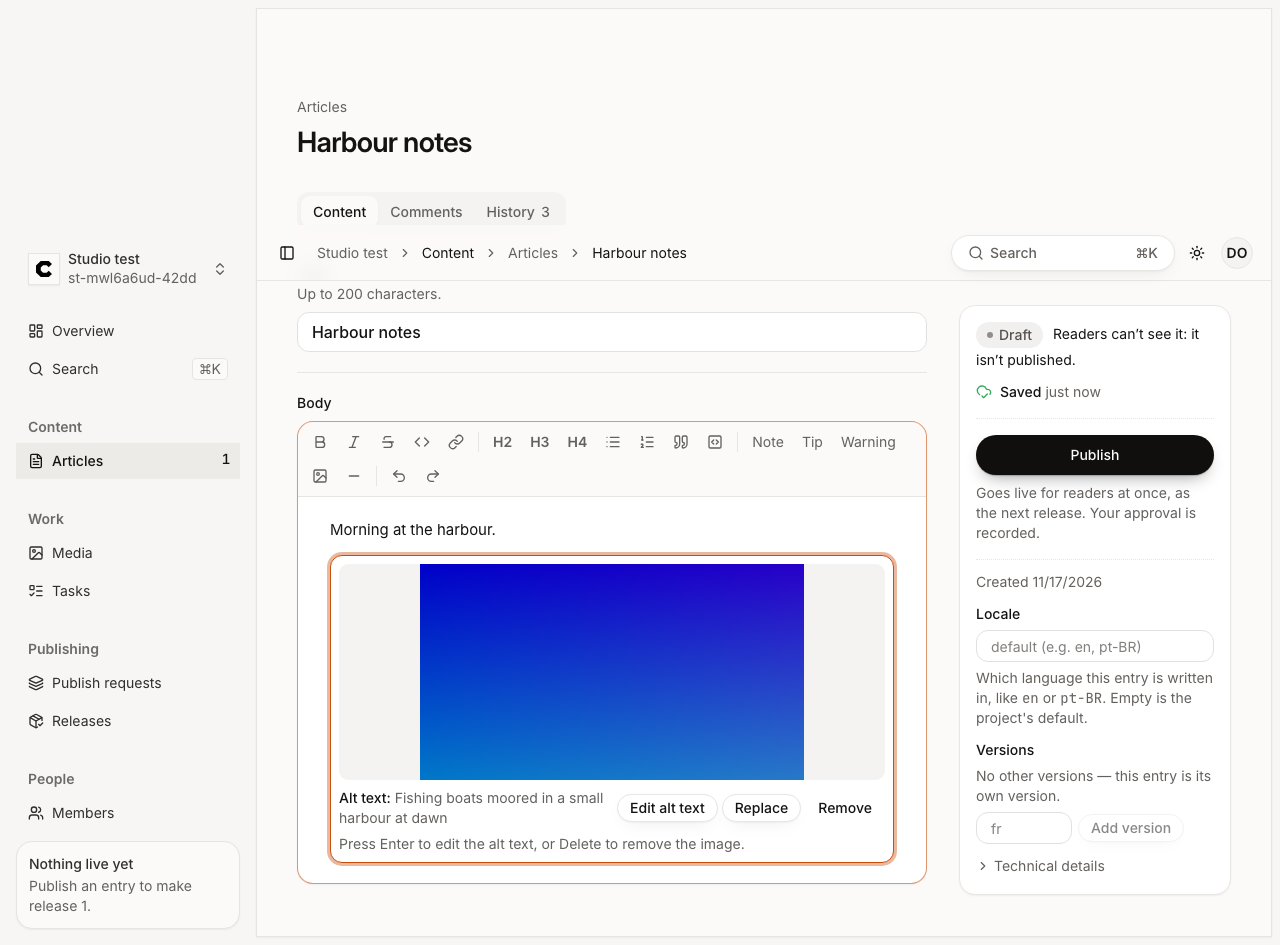 Studio test
st-mwl6a6ud-42dd
Overview
Search ⌘K
Content
Articles 1
Work
Media
Tasks
Publishing
Publish requests
Releases
People
Members
Nothing live yet
Publish an entry to make
release 1.
Articles
Harbour notes
Content Comments History 3
Studio test > Content > Articles > Harbour notes
Search ⌘K
DO
Up to 200 characters.
Harbour notes
Body
B I S H2 H3 H4 Note Tip Warning
Morning at the harbour.
Alt text: Fishing boats moored in a small
harbour at dawn
Edit alt text Replace Remove
Press Enter to edit the alt text, or Delete to remove the image.
Draft Readers can’t see it: it
isn’t published.
Saved just now
Publish
Goes live for readers at once, as
the next release. Your approval is
recorded.
Created 11/17/2026
Locale
default (e.g. en, pt-BR)
Which language this entry is written
in, like en or pt-BR. Empty is the
project's default.
Versions
No other versions — this entry is its
own version.
fr Add version
Technical details